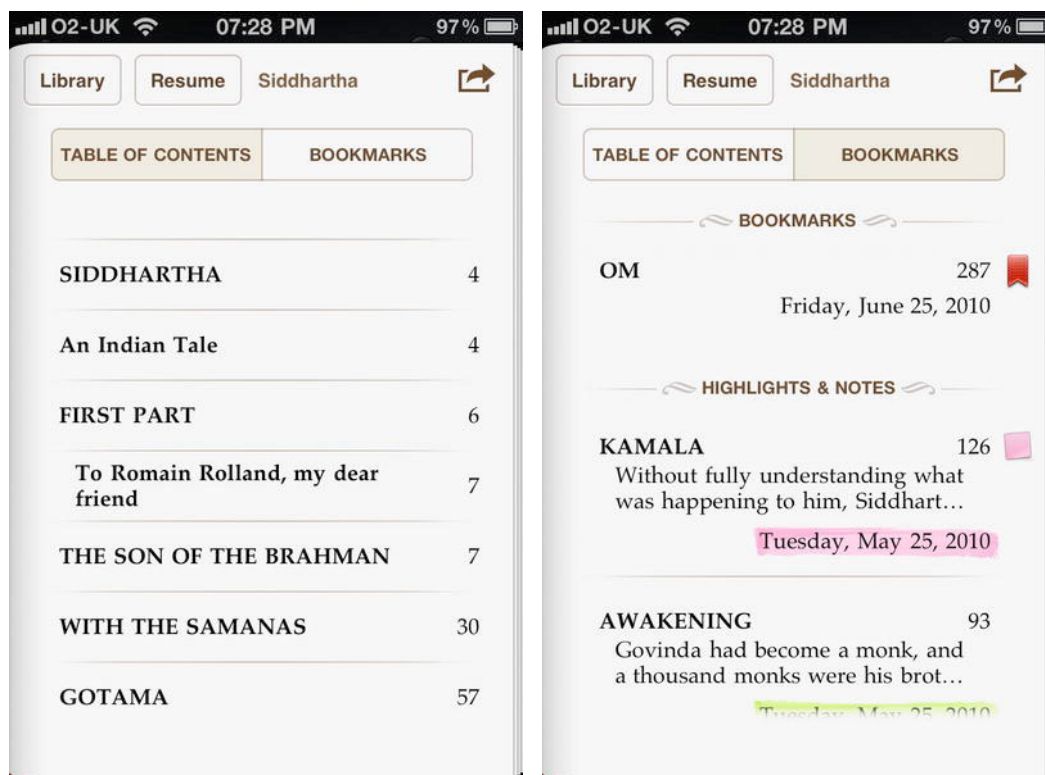 O2-UK 07:28 PM 97%
Library Resume Siddhartha
TABLE OF CONTENTS BOOKMARKS
SIDDHARTHA 4
An Indian Tale 4
FIRST PART 6
To Romain Rolland, my dear
friend 7
THE SON OF THE BRAHMAN 7
WITH THE SAMANAS 30
GOTAMA 57
O2-UK 07:28 PM 97%
Library Resume Siddhartha
TABLE OF CONTENTS BOOKMARKS
BOOKMARKS
OM 287
Friday, June 25, 2010
HIGHLIGHTS & NOTES
KAMALA 126
Without fully understanding what
was happening to him, Siddhart…
Tuesday, May 25, 2010
AWAKENING 93
Govinda had become a monk, and
a thousand monks were his brot…
Tuesday, May 25, 2010